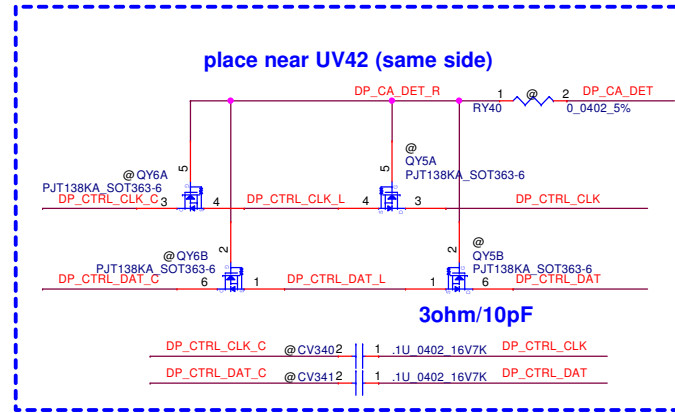 place near UV42 (same side)
DP_CA_DET_R 1 @ 2 DP_CA_DET
RY40 0_0402_5%
@QY6A
PJT138KA_SOT363-6
5
@
QY5A
PJT138KA_SOT363-6
5
DP_CTRL_CLK_C 3 4 DP_CTRL_CLK_L 4 3 DP_CTRL_CLK
@QY6B
PJT138KA_SOT363-6
2
@
QY5B
PJT138KA_SOT363-6
2
DP_CTRL_DAT_C 6 1 DP_CTRL_DAT_L 1 6 DP_CTRL_DAT
3ohm/10pF
DP_CTRL_CLK_C @CV340 2 1 .1U_0402_16V7K DP_CTRL_CLK
DP_CTRL_DAT_C @CV341 2 1 .1U_0402_16V7K DP_CTRL_DAT